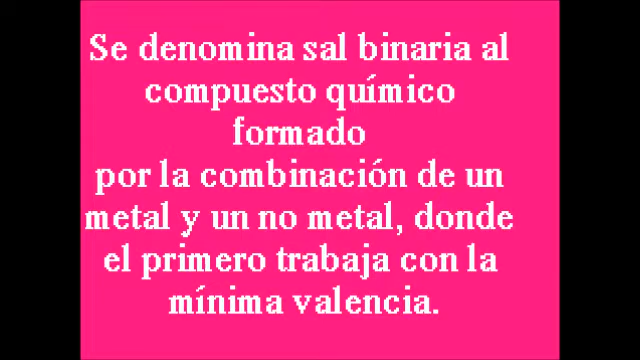 Se denomina sal binaria al
compuesto químico
formado
por la combinación de un
metal y un no metal, donde
el primero trabaja con la
mínima valencia.